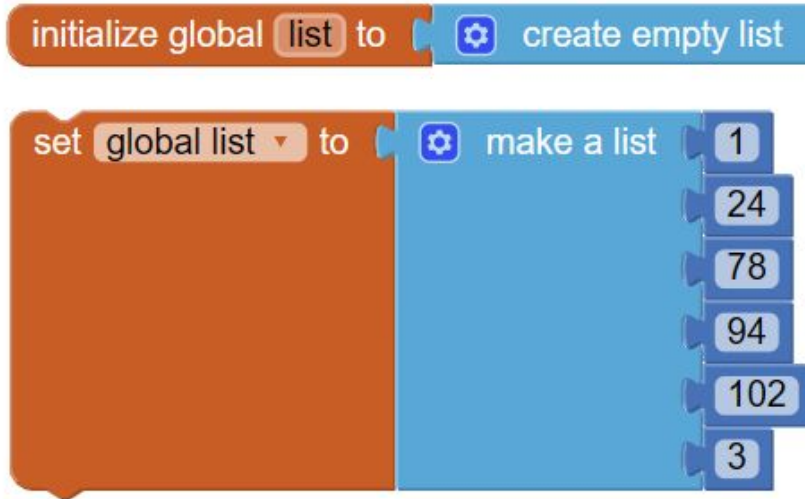 initialize global list to create empty list
set global list to make a list 1
24
78
94
102
3